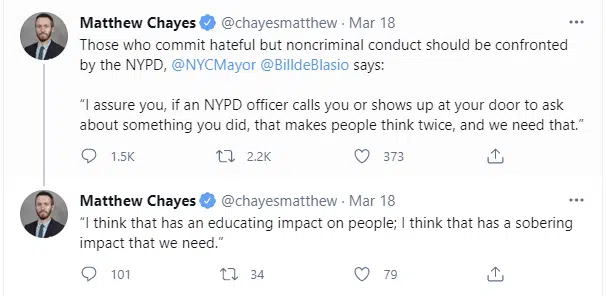 Matthew Chayes @chayesmatthew · Mar 18
Those who commit hateful but noncriminal conduct should be confronted
by the NYPD, @NYCMayor @BilldeBlasio says:
“I assure you, if an NYPD officer calls you or shows up at your door to ask
about something you did, that makes people think twice, and we need that.”
1.5K 2.2K 373
Matthew Chayes @chayesmatthew · Mar 18
“I think that has an educating impact on people; I think that has a sobering
impact that we need.”
101 34 79